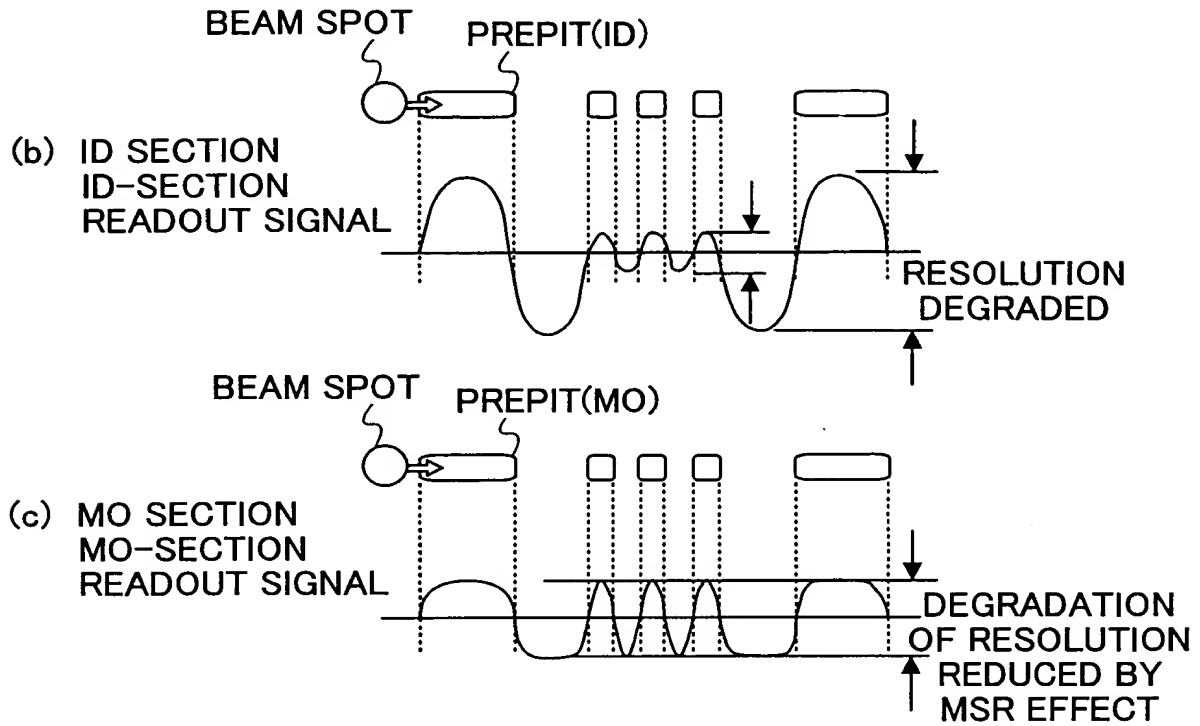 BEAM SPOT
PREPIT(ID)
(b) ID SECTION
ID-SECTION
READOUT SIGNAL
RESOLUTION
DEGRADED
BEAM SPOT
PREPIT(MO)
(c) MO SECTION
MO-SECTION
READOUT SIGNAL
DEGRADATION
OF RESOLUTION
REDUCED BY
MSR EFFECT